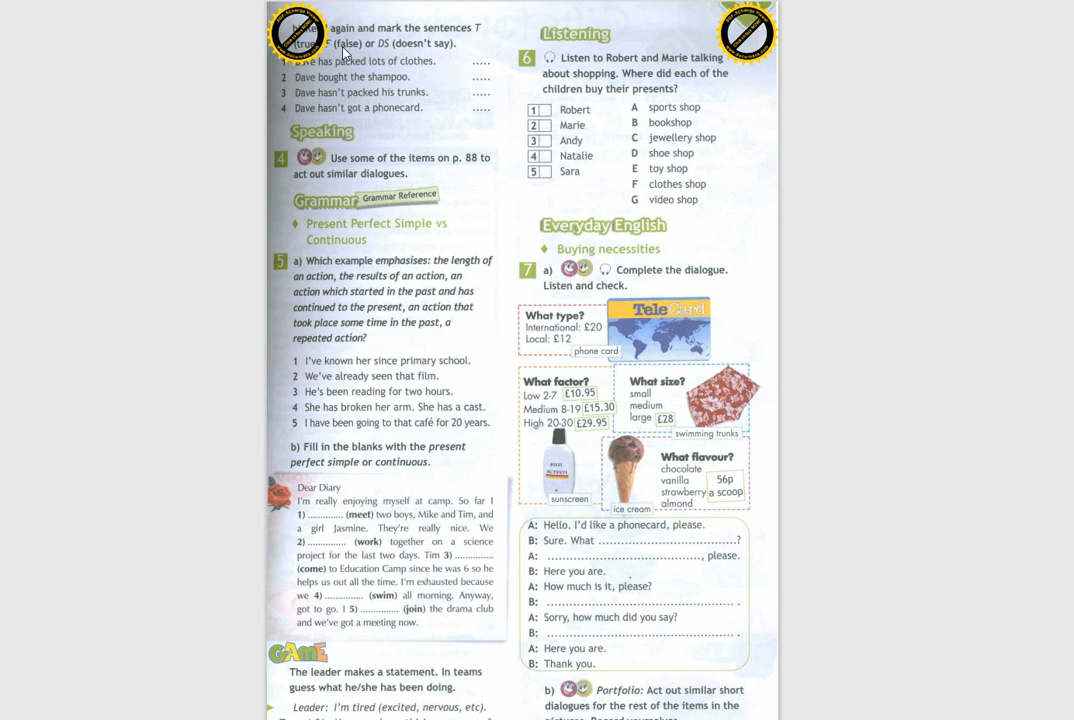 again and mark the sentences T
(true), F (false) or DS (doesn't say).
1 Dave has packed lots of clothes. .....
2 Dave bought the shampoo. .....
3 Dave hasn't packed his trunks. .....
4 Dave hasn't got a phonecard. .....
Speaking
4 Use some of the items on p. 88 to
act out similar dialogues.
Grammar Grammar Reference
♦ Present Perfect Simple vs
Continuous
5 a) Which example emphasises: the length of
an action, the results of an action, an
action which started in the past and has
continued to the present, an action that
took place some time in the past, a
repeated action?
1 I've known her since primary school.
2 We've already seen that film.
3 He's been reading for two hours.
4 She has broken her arm. She has a cast.
5 I have been going to that café for 20 years.
b) Fill in the blanks with the present
perfect simple or continuous.
Dear Diary
I'm really enjoying myself at camp. So far I
1) .............. (meet) two boys, Mike and Tim, and
a girl Jasmine. They're really nice. We
2) .............. (work) together on a science
project for the last two days. Tim 3) ..............
(come) to Education Camp since he was 6 so he
helps us out all the time. I'm exhausted because
we 4) .............. (swim) all morning. Anyway,
got to go. I 5) .............. (join) the drama club
and we've got a meeting now.
GAME
The leader makes a statement. In teams
guess what he/she has been doing.
Leader: I'm tired (excited, nervous, etc).
Listening
6 Listen to Robert and Marie talking
about shopping. Where did each of the
children buy their presents?
1 Robert A sports shop
2 Marie B bookshop
3 Andy C jewellery shop
4 Natalie D shoe shop
5 Sara E toy shop
F clothes shop
G video shop
Everyday English
♦ Buying necessities
7 a) Complete the dialogue.
Listen and check.
What type?
International: £20
Local: £12
TeleCard
phone card
What factor?
Low 2-7 £10.95
Medium 8-19 £15.30
High 20-30 £29.95
sun
screen
sunscreen
What size?
small
medium
large £28
swimming trunks
What flavour?
chocolate
vanilla
strawberry
almond
56p
a scoop
ice cream
A: Hello. I'd like a phonecard, please.
B: Sure. What ..........................................?
A: .............................................., please.
B: Here you are.
A: How much is it, please?
B: ....................................................... .
A: Sorry, how much did you say?
B: ....................................................... .
A: Here you are.
B: Thank you.
b) Portfolio: Act out similar short
dialogues for the rest of the items in the